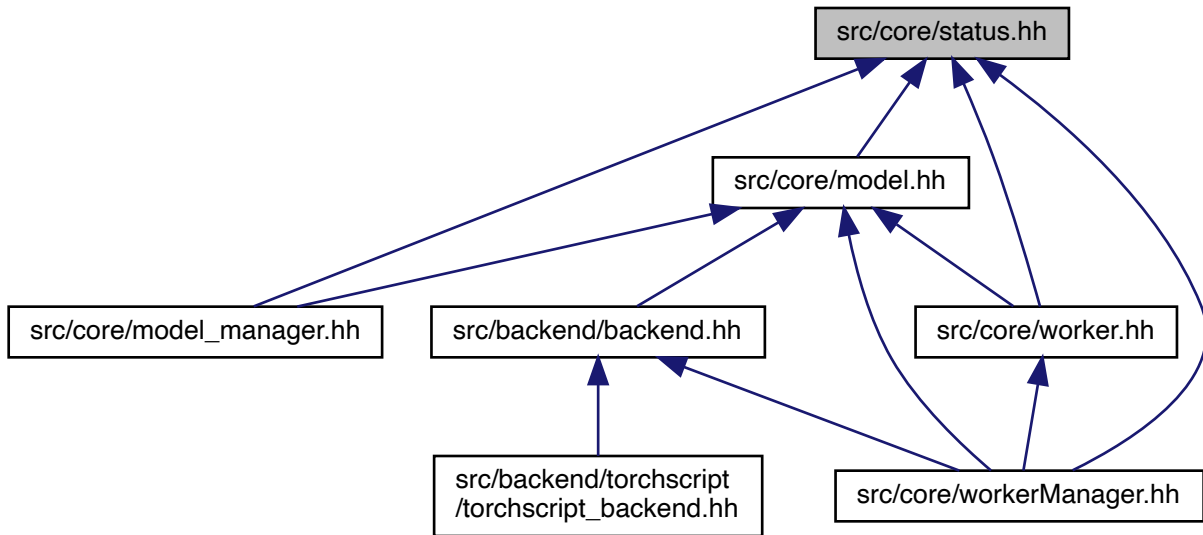 src/core/status.hh
src/core/model.hh
src/core/model_manager.hh
src/backend/backend.hh
src/core/worker.hh
src/backend/torchscript
/torchscript_backend.hh
src/core/workerManager.hh